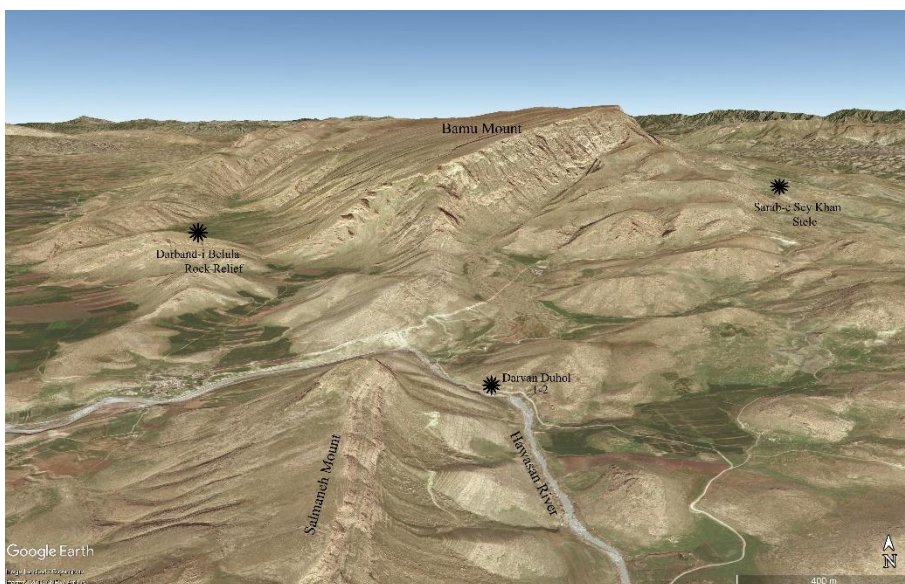 Bamu Mount
Sarab-e Sey Khan
Stele
Darband-i Belula
Rock Relief
Darvan Duhol
1-2
Salmaneh Mount
Hawasan River
Google Earth
N
400 m